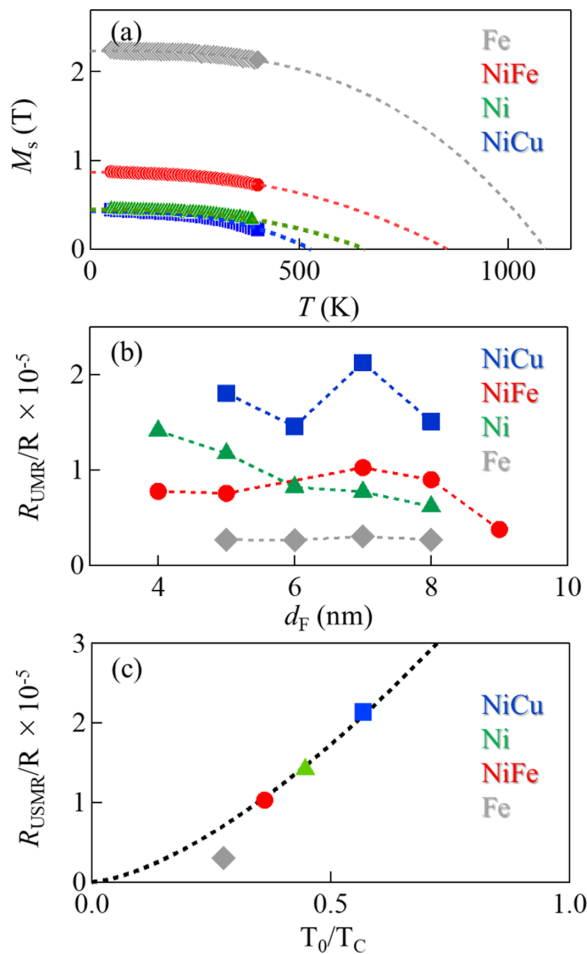 (a)
Fe
NiFe
Ni
NiCu
2
1
0
M_s (T)
0
500
1000
T (K)
(b)
NiCu
NiFe
Ni
Fe
2
1
0
R_UMR/R × 10^-5
4
6
8
10
d_F (nm)
(c)
NiCu
Ni
NiFe
Fe
3
2
1
0
R_USMR/R × 10^-5
0.0
0.5
1.0
T_0/T_C